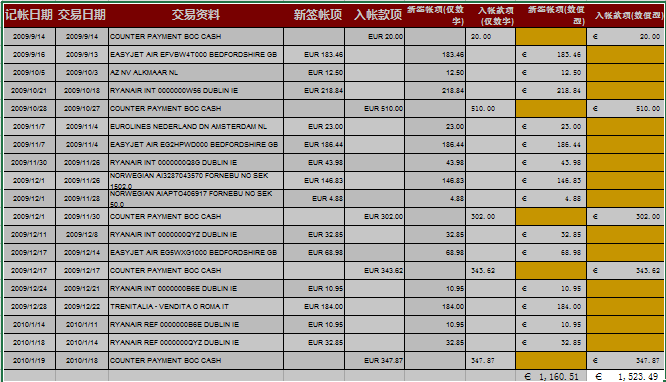 记帐日期 交易日期 交易资料 新签帐项 入帐款项 新签帐项(仅数字) 入帐款项(仅数字) 新签帐项(数值 入帐款项(数值
2009/9/14 2009/9/14 COUNTER PAYMENT BOC CASH EUR 20.00 20.00 € 20.00
2009/9/16 2009/9/13 EASYJET AIR EFVBW4T000 BEDFORDSHIRE GB EUR 183.46 183.46 € 183.46
2009/10/5 2009/10/3 AZ NV ALKMAAR NL EUR 12.50 12.50 € 12.50
2009/10/21 2009/10/18 RYANAIR INT 0000000W56 DUBLIN IE EUR 218.84 218.84 € 218.84
2009/10/28 2009/10/27 COUNTER PAYMENT BOC CASH EUR 510.00 510.00 € 510.00
2009/11/7 2009/11/4 EUROLINES NEDERLAND DN AMSTERDAM NL EUR 23.00 23.00 € 23.00
2009/11/7 2009/11/4 EASYJET AIR EG2HPWD000 BEDFORDSHIRE GB EUR 186.44 186.44 € 186.44
2009/11/30 2009/11/26 RYANAIR INT 0000000Q8G DUBLIN IE EUR 43.98 43.98 € 43.98
2009/12/1 2009/11/26 NORWEGIAN AI3287043570 FORNEBU NO SEK 1502.0 EUR 146.83 146.83 € 146.83
2009/12/1 2009/11/28 NORWEGIAN AIAPTO406917 FORNEBU NO SEK 50.0 EUR 4.88 4.88 € 4.88
2009/12/1 2009/11/30 COUNTER PAYMENT BOC CASH EUR 302.00 302.00 € 302.00
2009/12/11 2009/12/8 RYANAIR INT 0000000QYZ DUBLIN IE EUR 32.85 32.85 € 32.85
2009/12/17 2009/12/14 EASYJET AIR EG5WXG1000 BEDFORDSHIRE GB EUR 68.98 68.98 € 68.98
2009/12/17 2009/12/17 COUNTER PAYMENT BOC CASH EUR 343.62 343.62 € 343.62
2009/12/24 2009/12/21 RYANAIR INT 0000000B6E DUBLIN IE EUR 10.95 10.95 € 10.95
2009/12/28 2009/12/22 TRENITALIA - VENDITA O ROMA IT EUR 184.00 184.00 € 184.00
2010/1/14 2010/1/11 RYANAIR REF 0000000B6E DUBLIN IE EUR 10.95 10.95 € 10.95
2010/1/18 2010/1/14 RYANAIR REF 0000000QYZ DUBLIN IE EUR 32.85 32.85 € 32.85
2010/1/19 2010/1/18 COUNTER PAYMENT BOC CASH EUR 347.87 347.87 € 347.87
€ 1,160.51 € 1,523.49